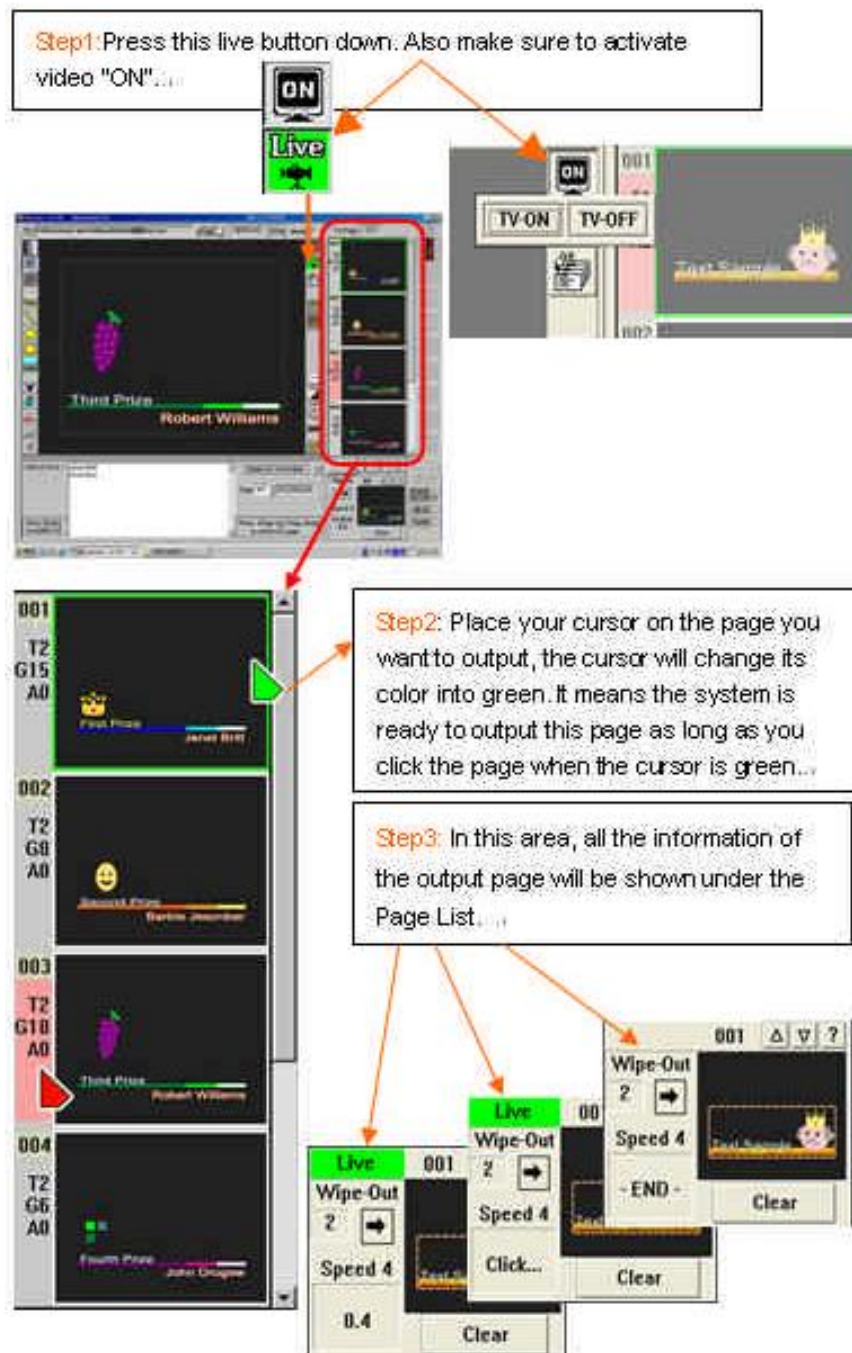 Step1:Press this live button down. Also make sure to activate
video "ON"...
ON
Live
ON
001
TV-ON
TV-OFF
002
Third Prize
Robert Williams
001
T2
G15
A0
First Prize
Janet Britt
002
T2
G8
A0
Second Prize
Barbie
003
T2
G18
A0
Third Prize
Robert Williams
004
T2
G6
A0
Fourth Prize
John
Step2: Place your cursor on the page you
want to output, the cursor will change its
color into green. It means the system is
ready to output this page as long as you
click the page when the cursor is green...
Step3: In this area, all the information of
the output page will be shown under the
Page List....
Live
001
Wipe-Out
2
Speed 4
0.4
Clear
Live
00
Wipe-Out
2
Speed 4
Click...
Clear
001
?
Wipe-Out
2
Speed 4
- END -
Clear